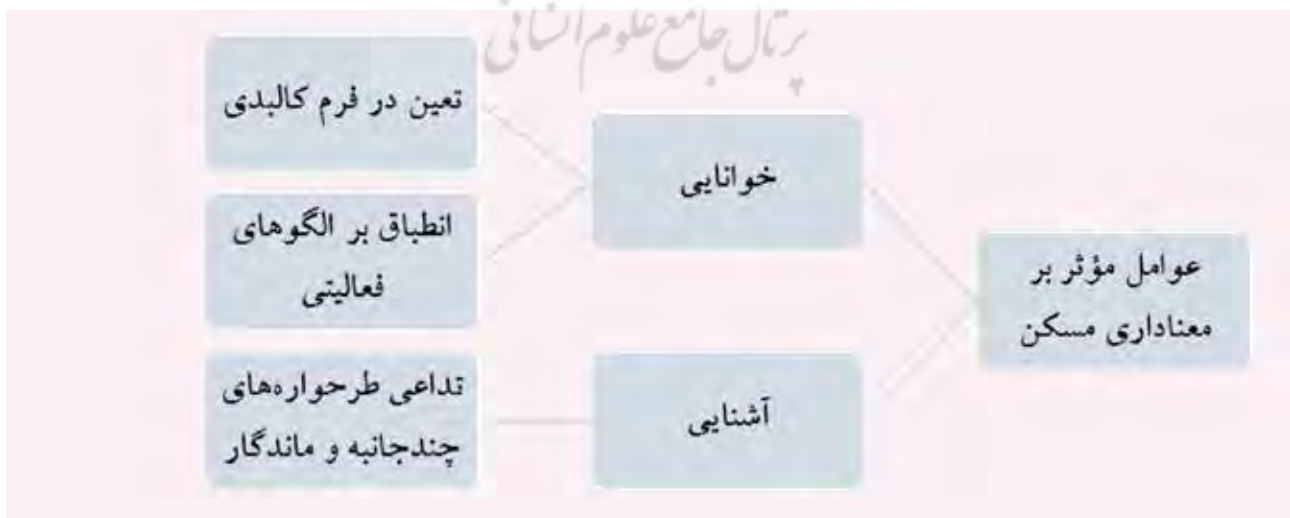 پرتال جامع علوم انسانی
عوامل مؤثر بر
معناداری مسکن
خوانایی
تعین در فرم کالبدی
انطباق بر الگوهای
فعالیتی
آشنایی
تداعی طرحواره‌های
چندجانبه و ماندگار